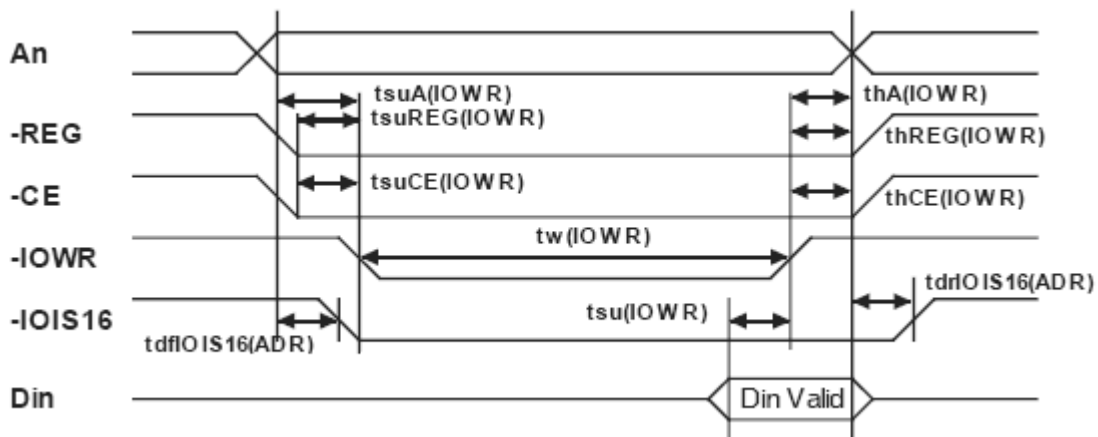 An
tsuA(IOWR)
thA(IOWR)
tsuREG(IOWR)
-REG
thREG(IOWR)
tsuCE(IOWR)
-CE
thCE(IOWR)
tw(IOWR)
-IOWR
tdrIOIS16(ADR)
tsu(IOWR)
-IOIS16
tdfIOIS16(ADR)
Din
Din Valid